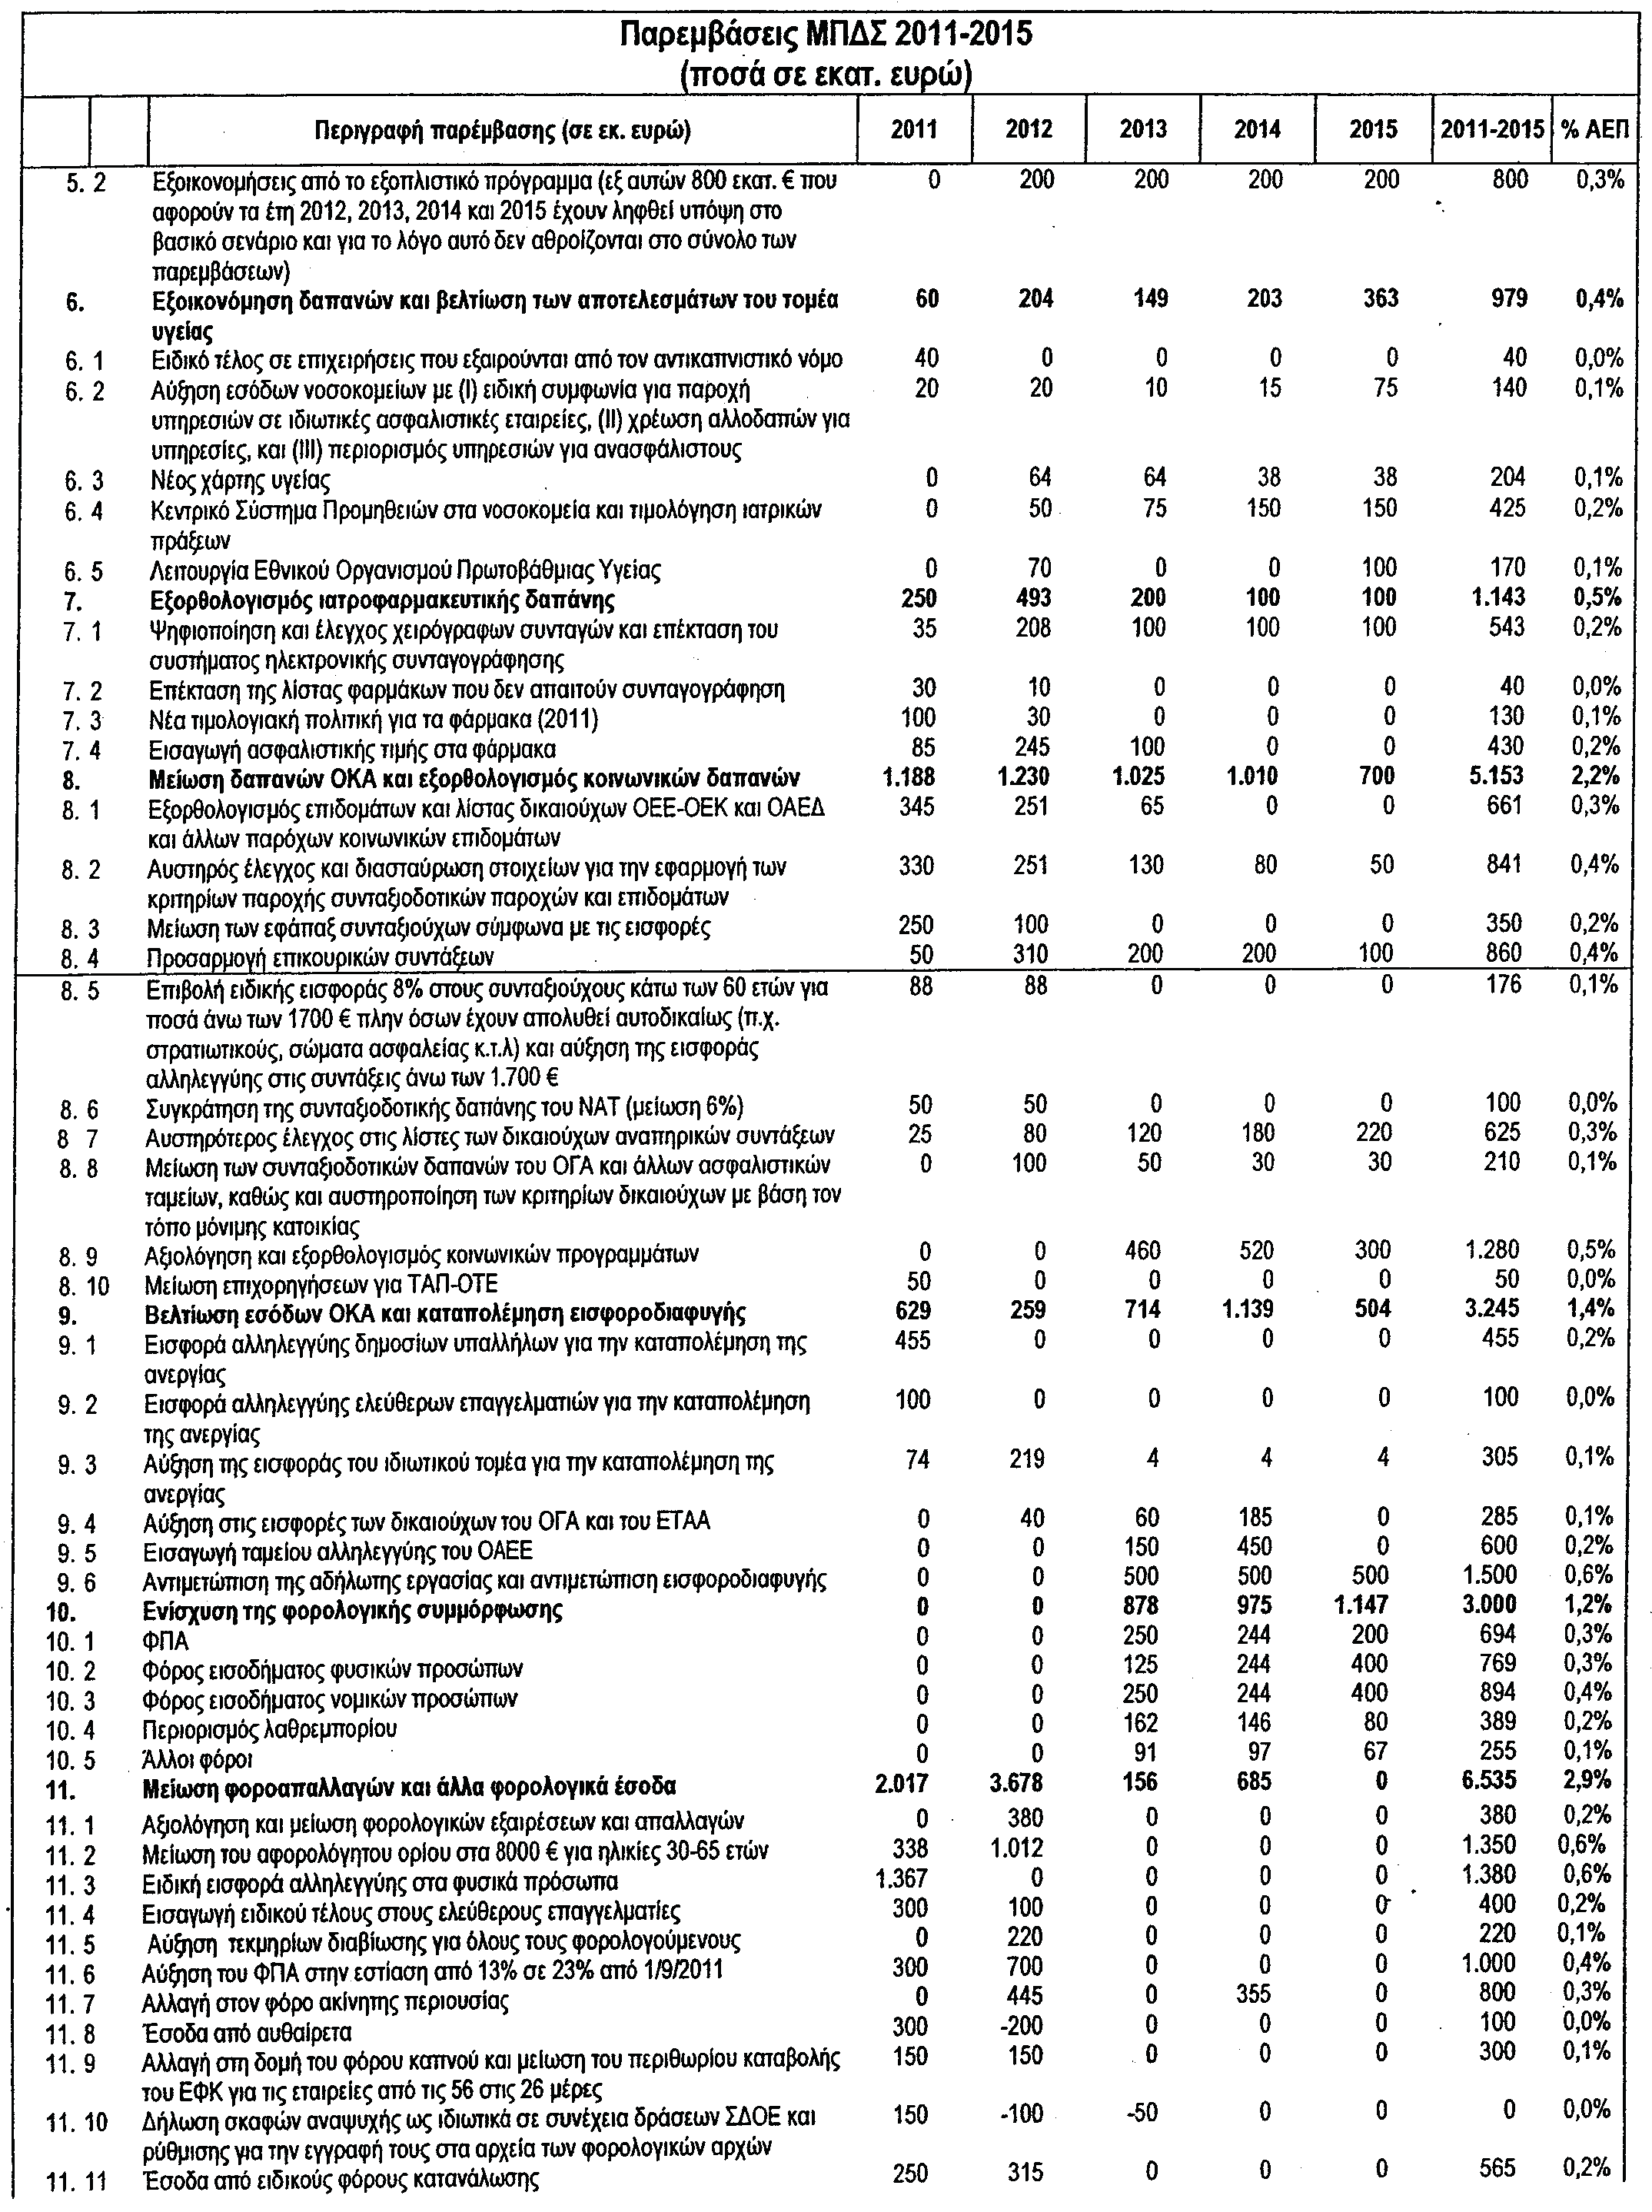 Παρεμβάσεις ΜΠΔΣ 2011-2015
(ποσά σε εκατ. ευρώ)
Περιγραφή παρέμβασης (σε εκ. ευρώ) 2011 2012 2013 2014 2015 2011-2015 % ΑΕΠ
5. 2 Εξοικονομήσεις από το εξοπλιστικό πρόγραμμα (εξ αυτών 800 εκατ. € που 0 200 200 200 200 800 0,3%
αφορούν τα έτη 2012, 2013, 2014 και 2015 έχουν ληφθεί υπόψη στο
βασικό σενάριο και για το λόγο αυτό δεν αθροίζονται στο σύνολο των
παρεμβάσεων)
6. Εξοικονόμηση δαπανών και βελτίωση των αποτελεσμάτων του τομέα 60 204 149 203 363 979 0,4%
υγείας
6. 1 Ειδικό τέλος σε επιχειρήσεις που εξαιρούνται από τον αντικαπνιστικό νόμο 40 0 0 0 0 40 0,0%
6. 2 Αύξηση εσόδων νοσοκομείων με (Ι) ειδική συμφωνία για παροχή 20 20 10 15 75 140 0,1%
υπηρεσιών σε ιδιωτικές ασφαλιστικές εταιρείες, (ΙΙ) χρέωση αλλοδαπών για
υπηρεσίες, και (ΙΙΙ) περιορισμός υπηρεσιών για ανασφάλιστους
6. 3 Νέος χάρτης υγείας 0 64 64 38 38 204 0,1%
6. 4 Κεντρικό Σύστημα Προμηθειών στα νοσοκομεία και τιμολόγηση ιατρικών 0 50 75 150 150 425 0,2%
πράξεων
6. 5 Λειτουργία Εθνικού Οργανισμού Πρωτοβάθμιας Υγείας 0 70 0 0 100 170 0,1%
7. Εξορθολογισμός ιατροφαρμακευτικής δαπάνης 250 493 200 100 100 1.143 0,5%
7. 1 Ψηφιοποίηση και έλεγχος χειρόγραφων συνταγών και επέκταση του 35 208 100 100 100 543 0,2%
συστήματος ηλεκτρονικής συνταγογράφησης
7. 2 Επέκταση της λίστας φαρμάκων που δεν απαιτούν συνταγογράφηση 30 10 0 0 0 40 0,0%
7. 3 Νέα τιμολογιακή πολιτική για τα φάρμακα (2011) 100 30 0 0 0 130 0,1%
7. 4 Εισαγωγή ασφαλιστικής τιμής στα φάρμακα 85 245 100 0 0 430 0,2%
8. Μείωση δαπανών ΟΚΑ και εξορθολογισμός κοινωνικών δαπανών 1.188 1.230 1.025 1.010 700 5.153 2,2%
8. 1 Εξορθολογισμός επιδομάτων και λίστας δικαιούχων ΟΕΕ-ΟΕΚ και ΟΑΕΔ 345 251 65 0 0 661 0,3%
και άλλων παρόχων κοινωνικών επιδομάτων
8. 2 Αυστηρός έλεγχος και διασταύρωση στοιχείων για την εφαρμογή των 330 251 130 80 50 841 0,4%
κριτηρίων παροχής συνταξιοδοτικών παροχών και επιδομάτων
8. 3 Μείωση των εφάπαξ συνταξιούχων σύμφωνα με τις εισφορές 250 100 0 0 0 350 0,2%
8. 4 Προσαρμογή επικουρικών συντάξεων 50 310 200 200 100 860 0,4%
8. 5 Επιβολή ειδικής εισφοράς 8% στους συνταξιούχους κάτω των 60 ετών για 88 88 0 0 0 176 0,1%
ποσά άνω των 1700 € πλην όσων έχουν απολυθεί αυτοδικαίως (π.χ.
στρατιωτικούς, σώματα ασφαλείας κ.τ.λ) και αύξηση της εισφοράς
αλληλεγγύης στις συντάξεις άνω των 1.700 €
8. 6 Συγκράτηση της συνταξιοδοτικής δαπάνης του ΝΑΤ (μείωση 6%) 50 50 0 0 0 100 0,0%
8 7 Αυστηρότερος έλεγχος στις λίστες των δικαιούχων αναπηρικών συντάξεων 25 80 120 180 220 625 0,3%
8. 8 Μείωση των συνταξιοδοτικών δαπανών του ΟΓΑ και άλλων ασφαλιστικών 0 100 50 30 30 210 0,1%
ταμείων, καθώς και αυστηροποίηση των κριτηρίων δικαιούχων με βάση τον
τόπο μόνιμης κατοικίας
8. 9 Αξιολόγηση και εξορθολογισμός κοινωνικών προγραμμάτων 0 0 460 520 300 1.280 0,5%
8. 10 Μείωση επιχορηγήσεων για ΤΑΠ-ΟΤΕ 50 0 0 0 0 50 0,0%
9. Βελτίωση εσόδων ΟΚΑ και καταπολέμηση εισφοροδιαφυγής 629 259 714 1.139 504 3.245 1,4%
9. 1 Εισφορά αλληλεγγύης δημοσίων υπαλλήλων για την καταπολέμηση της 455 0 0 0 0 455 0,2%
ανεργίας
9. 2 Εισφορά αλληλεγγύης ελεύθερων επαγγελματιών για την καταπολέμηση 100 0 0 0 0 100 0,0%
της ανεργίας
9. 3 Αύξηση της εισφοράς του ιδιωτικού τομέα για την καταπολέμηση της 74 219 4 4 4 305 0,1%
ανεργίας
9. 4 Αύξηση στις εισφορές των δικαιούχων του ΟΓΑ και του ΕΤΑΑ 0 40 60 185 0 285 0,1%
9. 5 Εισαγωγή ταμείου αλληλεγγύης του ΟΑΕΕ 0 0 150 450 0 600 0,2%
9. 6 Αντιμετώπιση της αδήλωτης εργασίας και αντιμετώπιση εισφοροδιαφυγής 0 0 500 500 500 1.500 0,6%
10. Ενίσχυση της φορολογικής συμμόρφωσης 0 0 878 975 1.147 3.000 1,2%
10. 1 ΦΠΑ 0 0 250 244 200 694 0,3%
10. 2 Φόρος εισοδήματος φυσικών προσώπων 0 0 125 244 400 769 0,3%
10. 3 Φόρος εισοδήματος νομικών προσώπων 0 0 250 244 400 894 0,4%
10. 4 Περιορισμός λαθρεμπορίου 0 0 162 146 80 389 0,2%
10. 5 Άλλοι φόροι 0 0 91 97 67 255 0,1%
11. Μείωση φοροαπαλλαγών και άλλα φορολογικά έσοδα 2.017 3.678 156 685 0 6.535 2,9%
11. 1 Αξιολόγηση και μείωση φορολογικών εξαιρέσεων και απαλλαγών 0 380 0 0 0 380 0,2%
11. 2 Μείωση του αφορολόγητου ορίου στα 8000 € για ηλικίες 30-65 ετών 338 1.012 0 0 0 1.350 0,6%
11. 3 Ειδική εισφορά αλληλεγγύης στα φυσικά πρόσωπα 1.367 0 0 0 0 1.380 0,6%
11. 4 Εισαγωγή ειδικού τέλους στους ελεύθερους επαγγελματίες 300 100 0 0 0 400 0,2%
11. 5 Αύξηση τεκμηρίων διαβίωσης για όλους τους φορολογούμενους 0 220 0 0 0 220 0,1%
11. 6 Αύξηση του ΦΠΑ στην εστίαση από 13% σε 23% από 1/9/2011 300 700 0 0 0 1.000 0,4%
11. 7 Αλλαγή στον φόρο ακίνητης περιουσίας 0 445 0 355 0 800 0,3%
11. 8 Έσοδα από αυθαίρετα 300 -200 0 0 0 100 0,0%
11. 9 Αλλαγή στη δομή του φόρου καπνού και μείωση του περιθωρίου καταβολής 150 150 0 0 0 300 0,1%
του ΕΦΚ για τις εταιρείες από τις 56 στις 26 μέρες
11. 10 Δήλωση σκαφών αναψυχής ως ιδιωτικά σε συνέχεια δράσεων ΣΔΟΕ και 150 -100 -50 0 0 0 0,0%
ρύθμισης για την εγγραφή τους στα αρχεία των φορολογικών αρχών
11. 11 Έσοδα από ειδικούς φόρους κατανάλωσης 250 315 0 0 0 565 0,2%